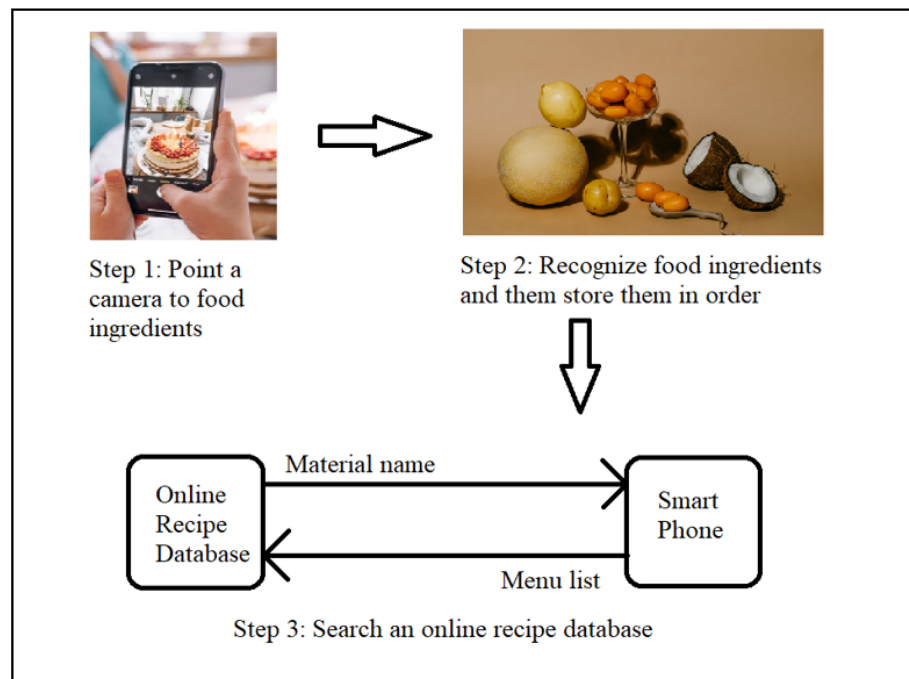 Step 1: Point a
camera to food
ingredients
Step 2: Recognize food ingredients
and them store them in order
Material name
Online
Recipe
Database
Smart
Phone
Menu list
Step 3: Search an online recipe database